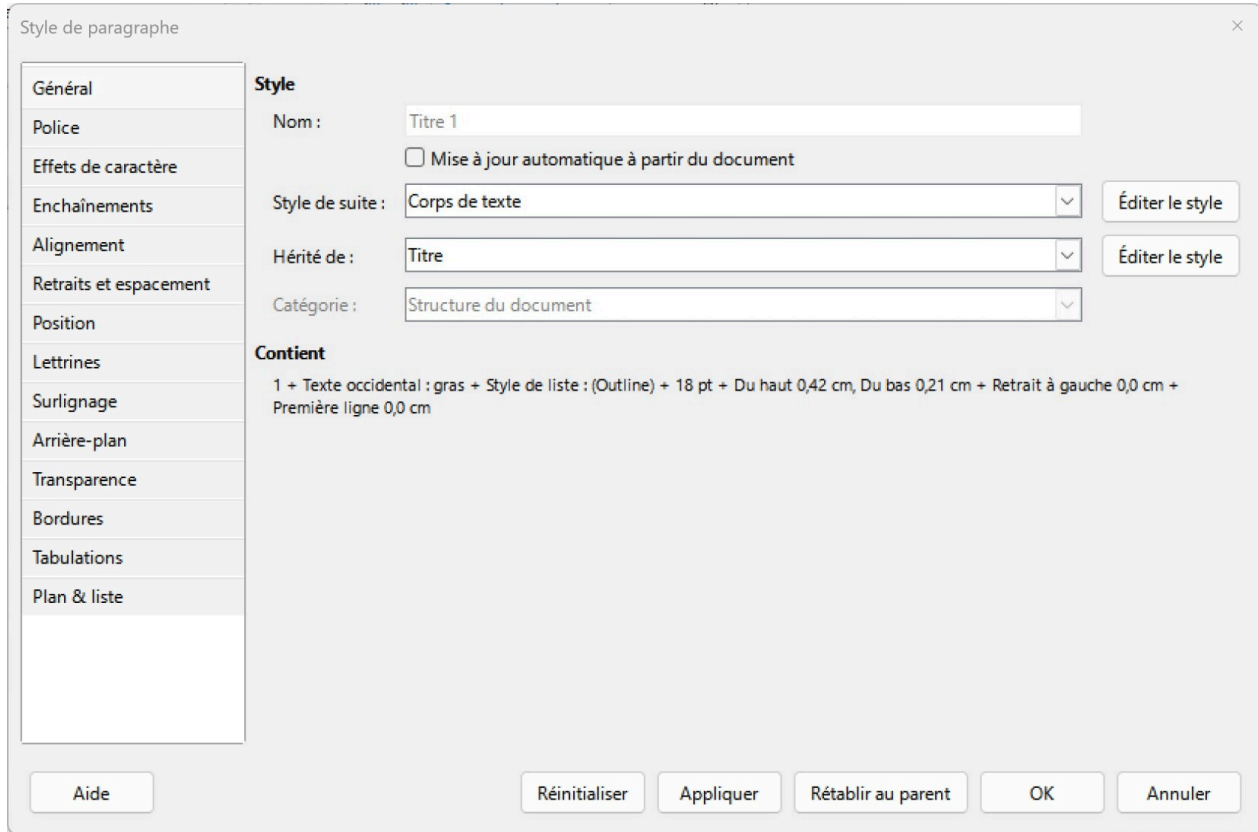 Style de paragraphe
Général
Police
Effets de caractère
Enchaînements
Alignement
Retraits et espacement
Position
Lettrines
Surlignage
Arrière-plan
Transparence
Bordures
Tabulations
Plan & liste
Style
Nom :
Titre 1
Mise à jour automatique à partir du document
Style de suite : Corps de texte Éditer le style
Hérité de : Titre Éditer le style
Catégorie : Structure du document
Contient
1 + Texte occidental : gras + Style de liste : (Outline) + 18 pt + Du haut 0,42 cm, Du bas 0,21 cm + Retrait à gauche 0,0 cm +
Première ligne 0,0 cm
Aide Réinitialiser Appliquer Rétablir au parent OK Annuler